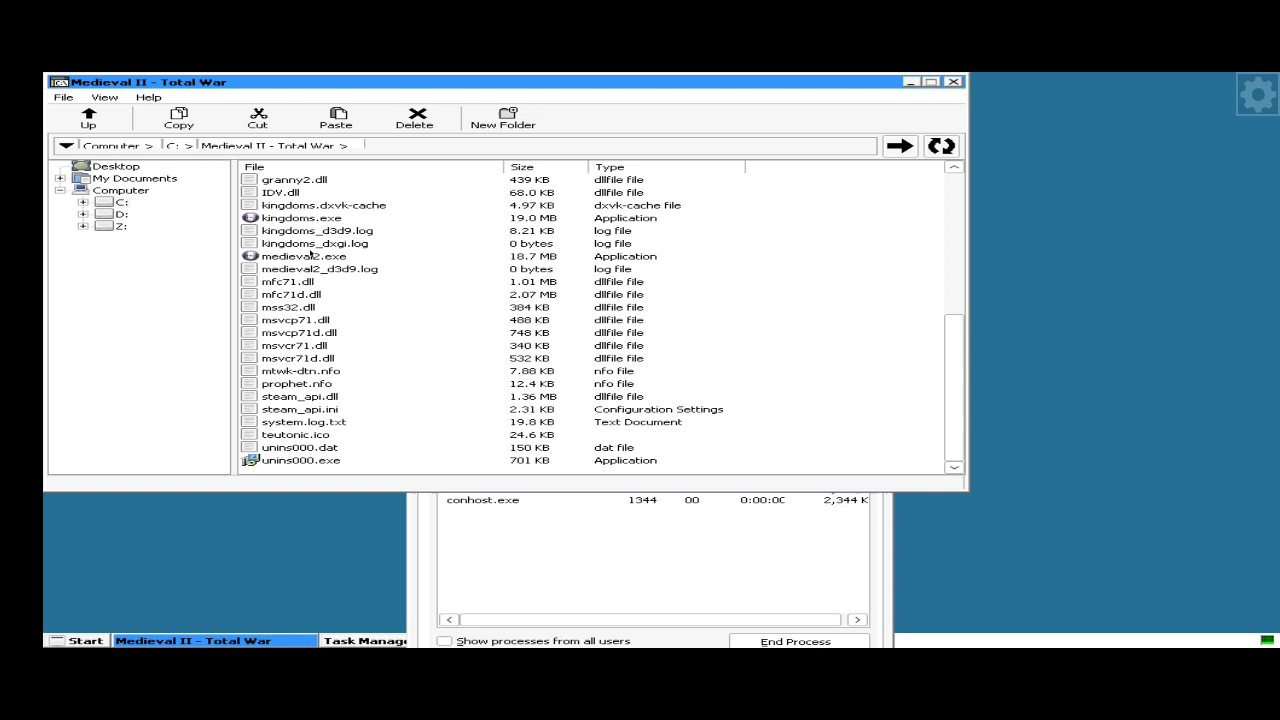 Medieval II - Total War
File View Help
Up Copy Cut Paste Delete New Folder
Computer > C: > Medieval II - Total War >
Desktop
My Documents
Computer
C:
D:
Z:
File Size Type
granny2.dll 439 KB dllfile file
IDV.dll 68.0 KB dllfile file
kingdoms.dxvk-cache 4.97 KB dxvk-cache file
kingdoms.exe 19.0 MB Application
kingdoms_d3d9.log 8.21 KB log file
kingdoms_dxgi.log 0 bytes log file
medieval2.exe 18.7 MB Application
medieval2_d3d9.log 0 bytes log file
mfc71.dll 1.01 MB dllfile file
mfc71d.dll 2.07 MB dllfile file
mss32.dll 384 KB dllfile file
msvcp71.dll 488 KB dllfile file
msvcp71d.dll 748 KB dllfile file
msvcr71.dll 340 KB dllfile file
msvcr71d.dll 532 KB dllfile file
mtwk-dtn.nfo 7.88 KB nfo file
prophet.nfo 12.4 KB nfo file
steam_api.dll 1.36 MB dllfile file
steam_api.ini 2.31 KB Configuration Settings
system.log.txt 19.8 KB Text Document
teutonic.ico 24.6 KB
unins000.dat 150 KB dat file
unins000.exe 701 KB Application
conhost.exe 1344 00 0:00:0C 2,344 K
Show processes from all users End Process
Start Medieval II - Total War Task Manag